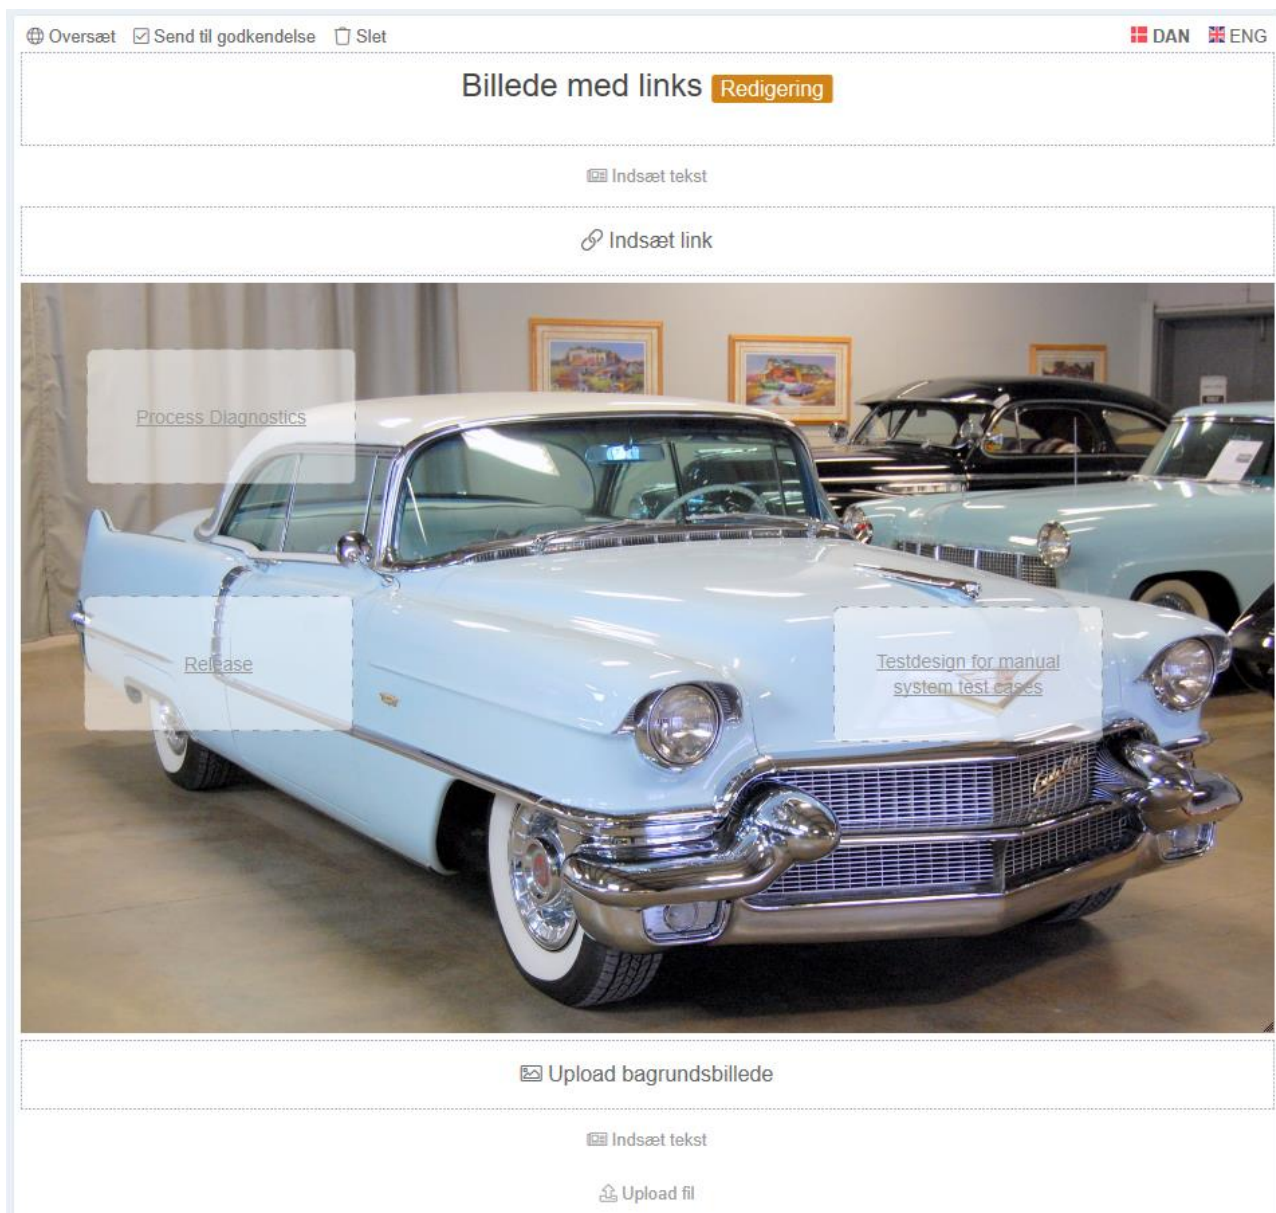 Oversæt Send til godkendelse Slet DAN ENG
Billede med links Redigering
Indsæt tekst
Indsæt link
Process Diagnostics
Release
Testdesign for manual
system test cases
Upload bagrundsbillede
Indsæt tekst
Upload fil